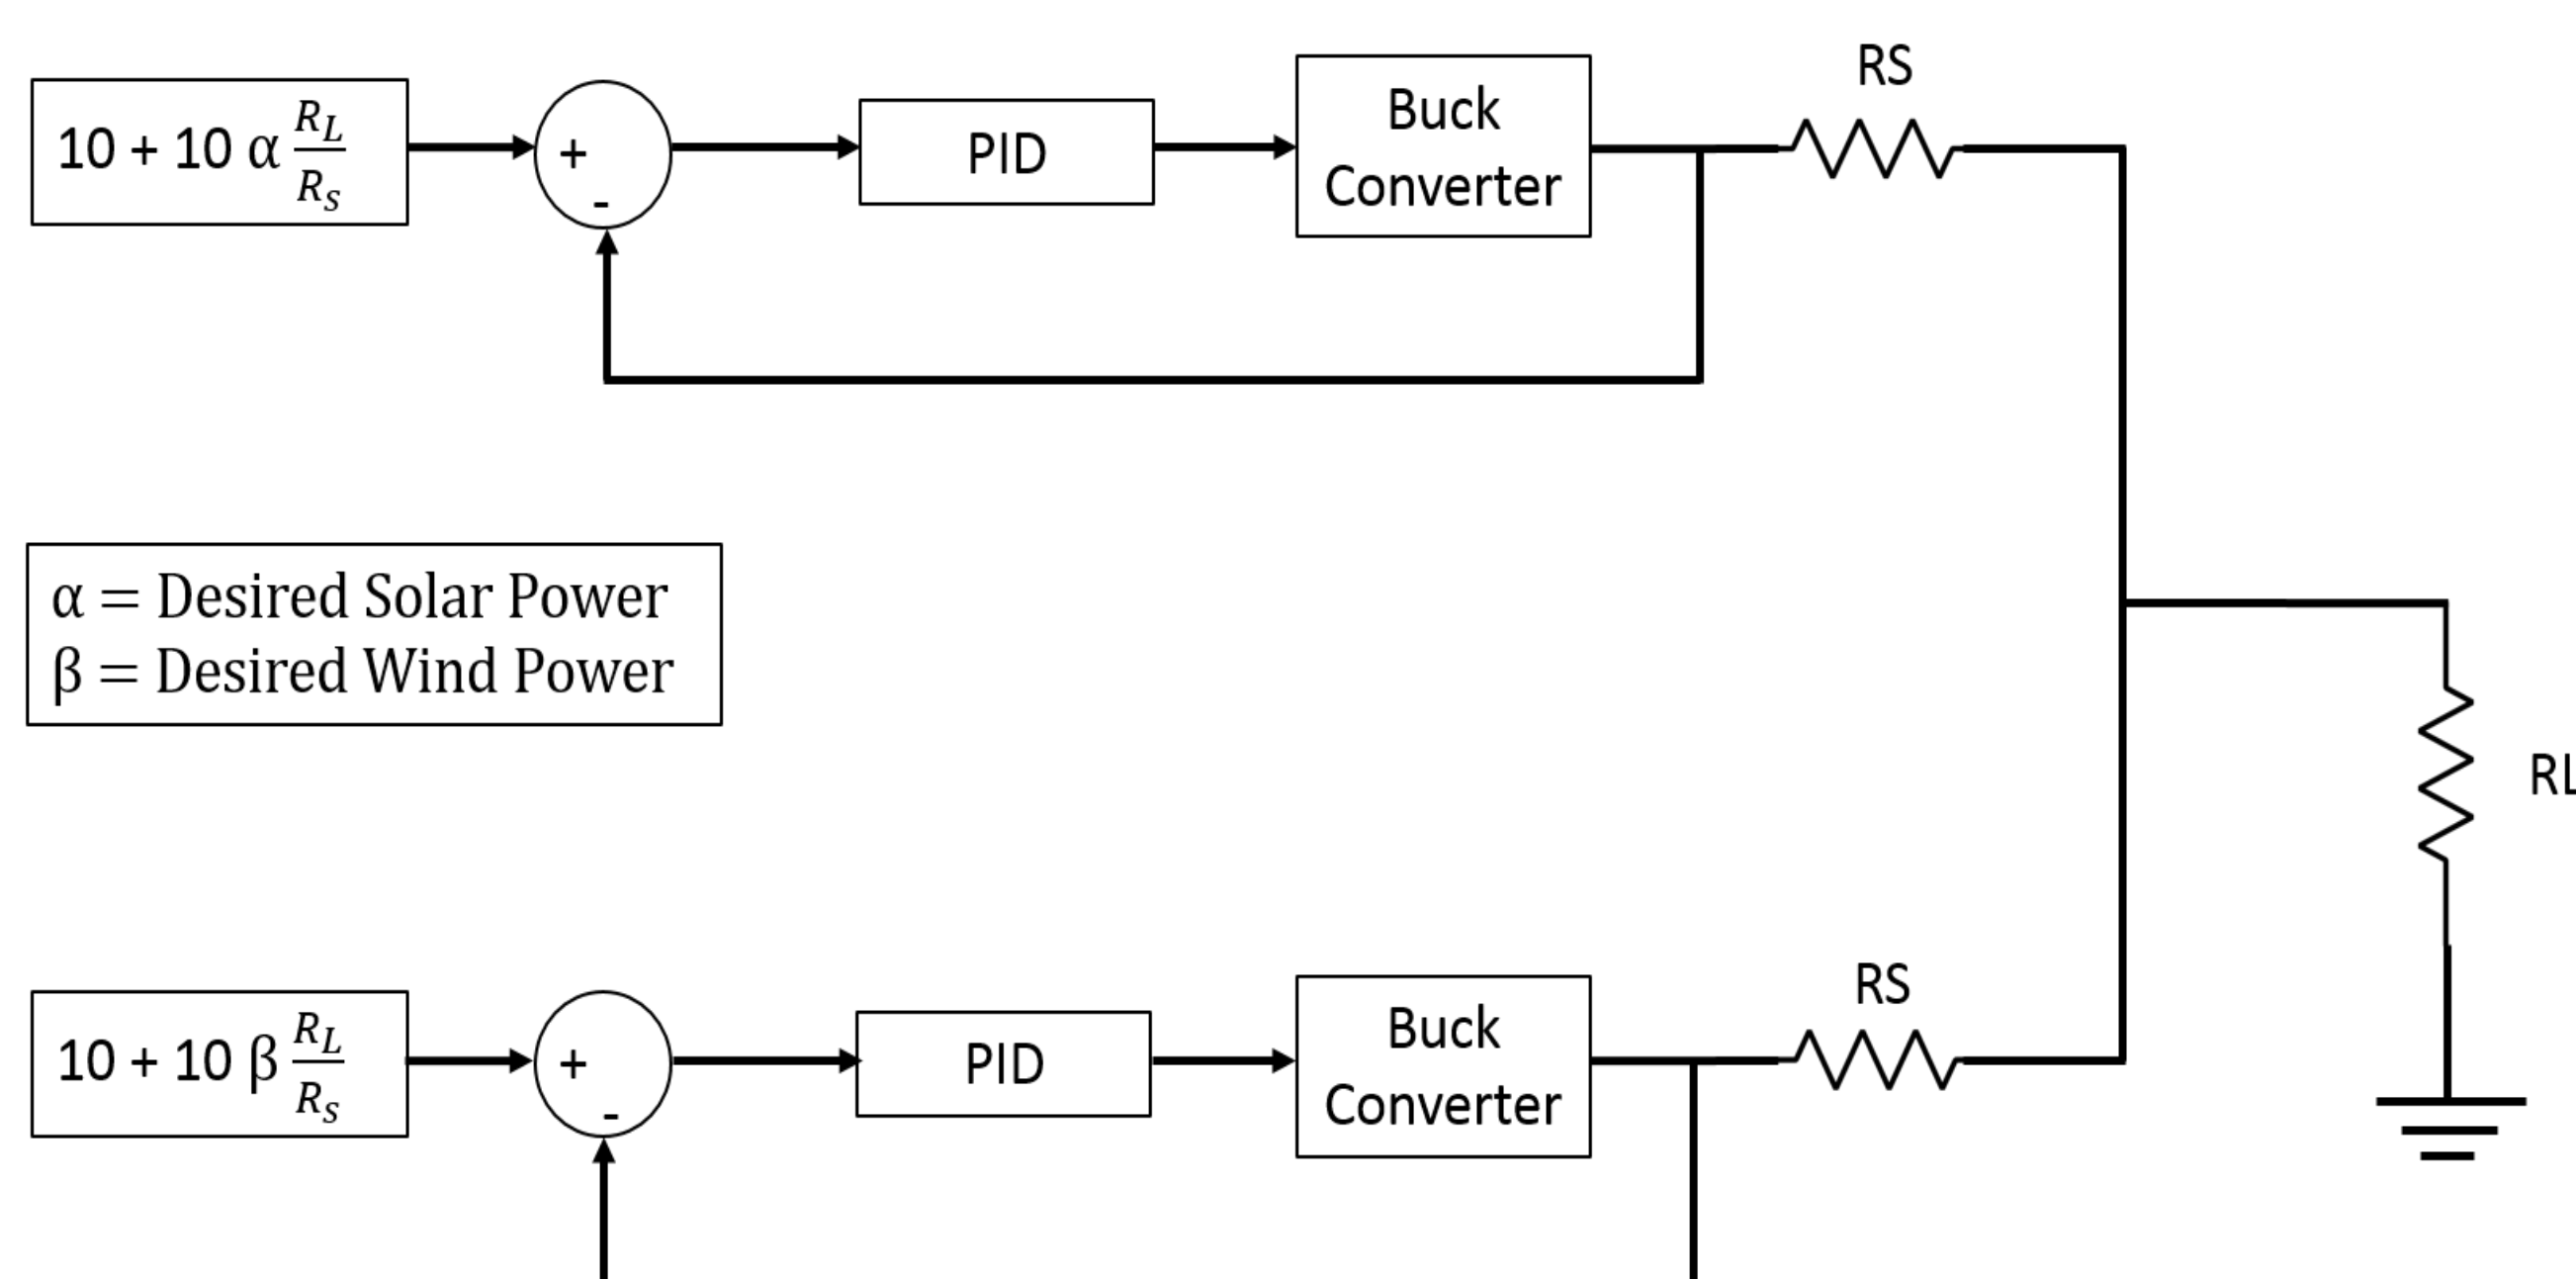 RS
10 + 10 α R_L/R_s
+
-
PID
Buck
Converter
α = Desired Solar Power
β = Desired Wind Power
RL
RS
10 + 10 β R_L/R_s
+
-
PID
Buck
Converter